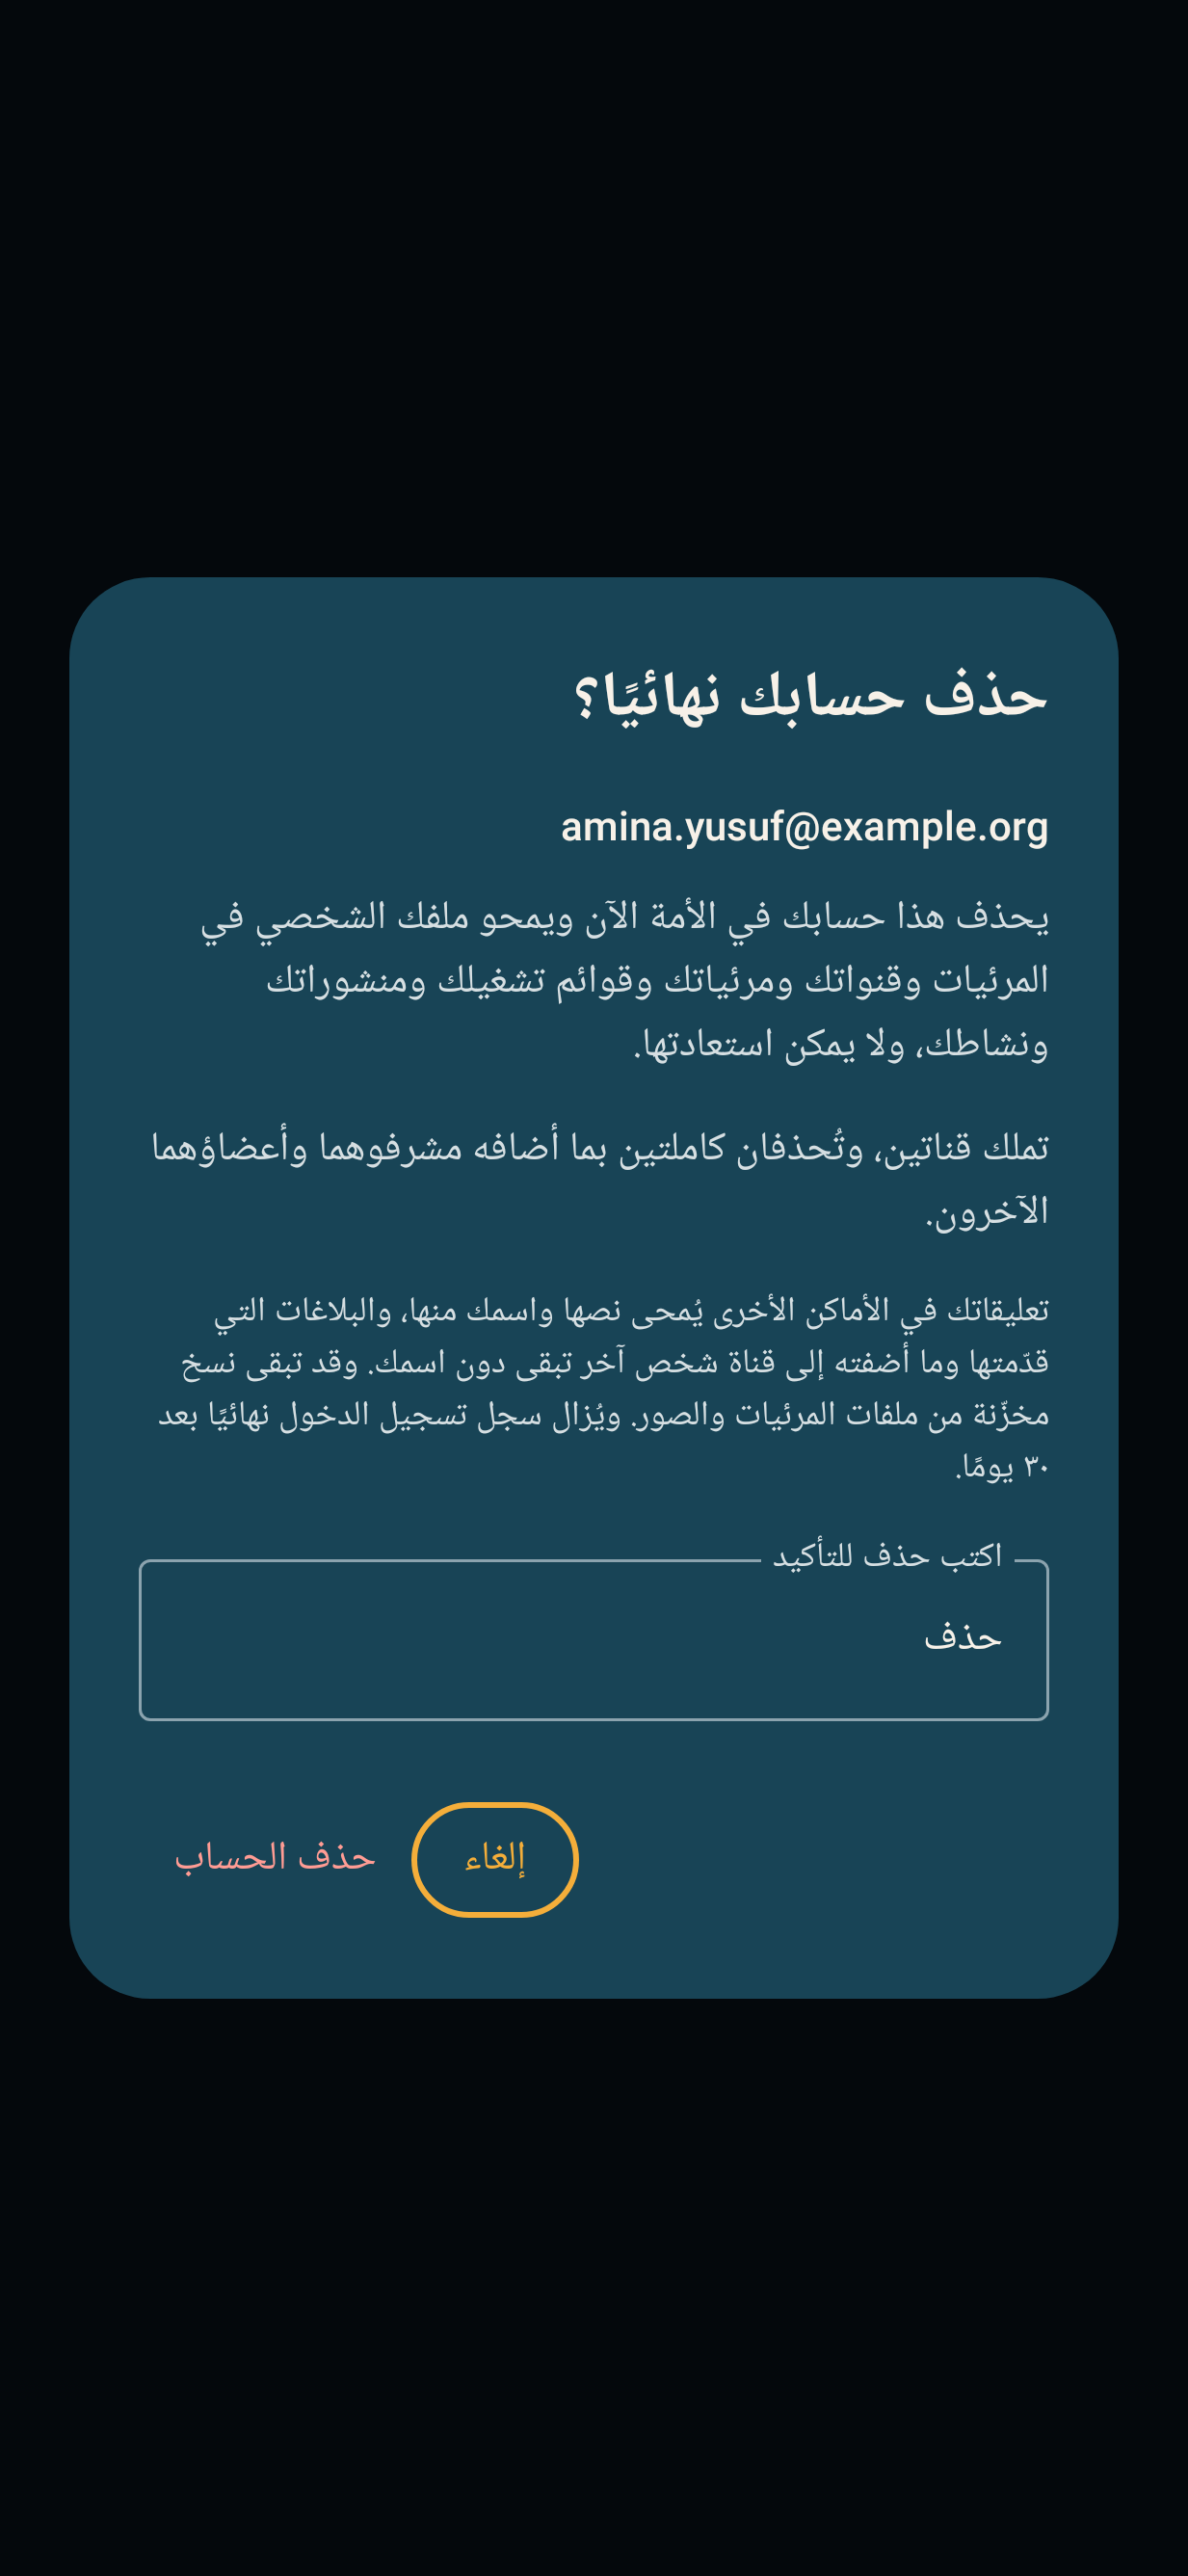 حذف حسابك نهائيًا؟
amina.yusuf@example.org
يحذف هذا حسابك في الأمة الآن ويمحو ملفك الشخصي في
المرئيات وقنواتك ومرئياتك وقوائم تشغيلك ومنشوراتك
ونشاطك، ولا يمكن استعادتها.
تملك قناتين، وتُحذفان كاملتين بما أضافه مشرفوهما وأعضاؤهما
الآخرون.
تعليقاتك في الأماكن الأخرى يُمحى نصها واسمك منها، والبلاغات التي
قدّمتها وما أضفته إلى قناة شخص آخر تبقى دون اسمك. وقد تبقى نسخ
مخزّنة من ملفات المرئيات والصور. ويُزال سجل تسجيل الدخول نهائيًا بعد
٣٠ يومًا.
اكتب حذف للتأكيد
حذف
إلغاء
حذف الحساب